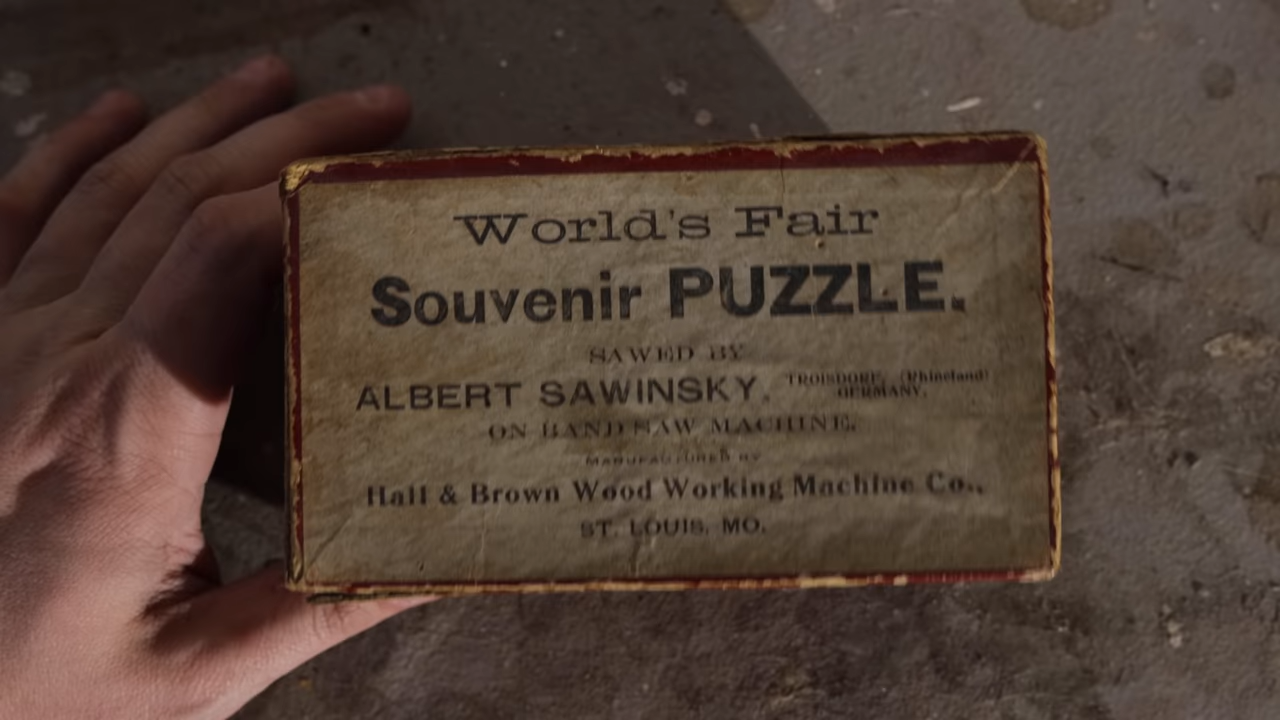 World's Fair
Souvenir PUZZLE.
SAWED BY
ALBERT SAWINSKY. TROISDORF, (Rhineland)
GERMANY.
ON BAND SAW MACHINE.
MANUFACTURED BY
Hall & Brown Wood Working Machine Co.,
ST. LOUIS, MO.